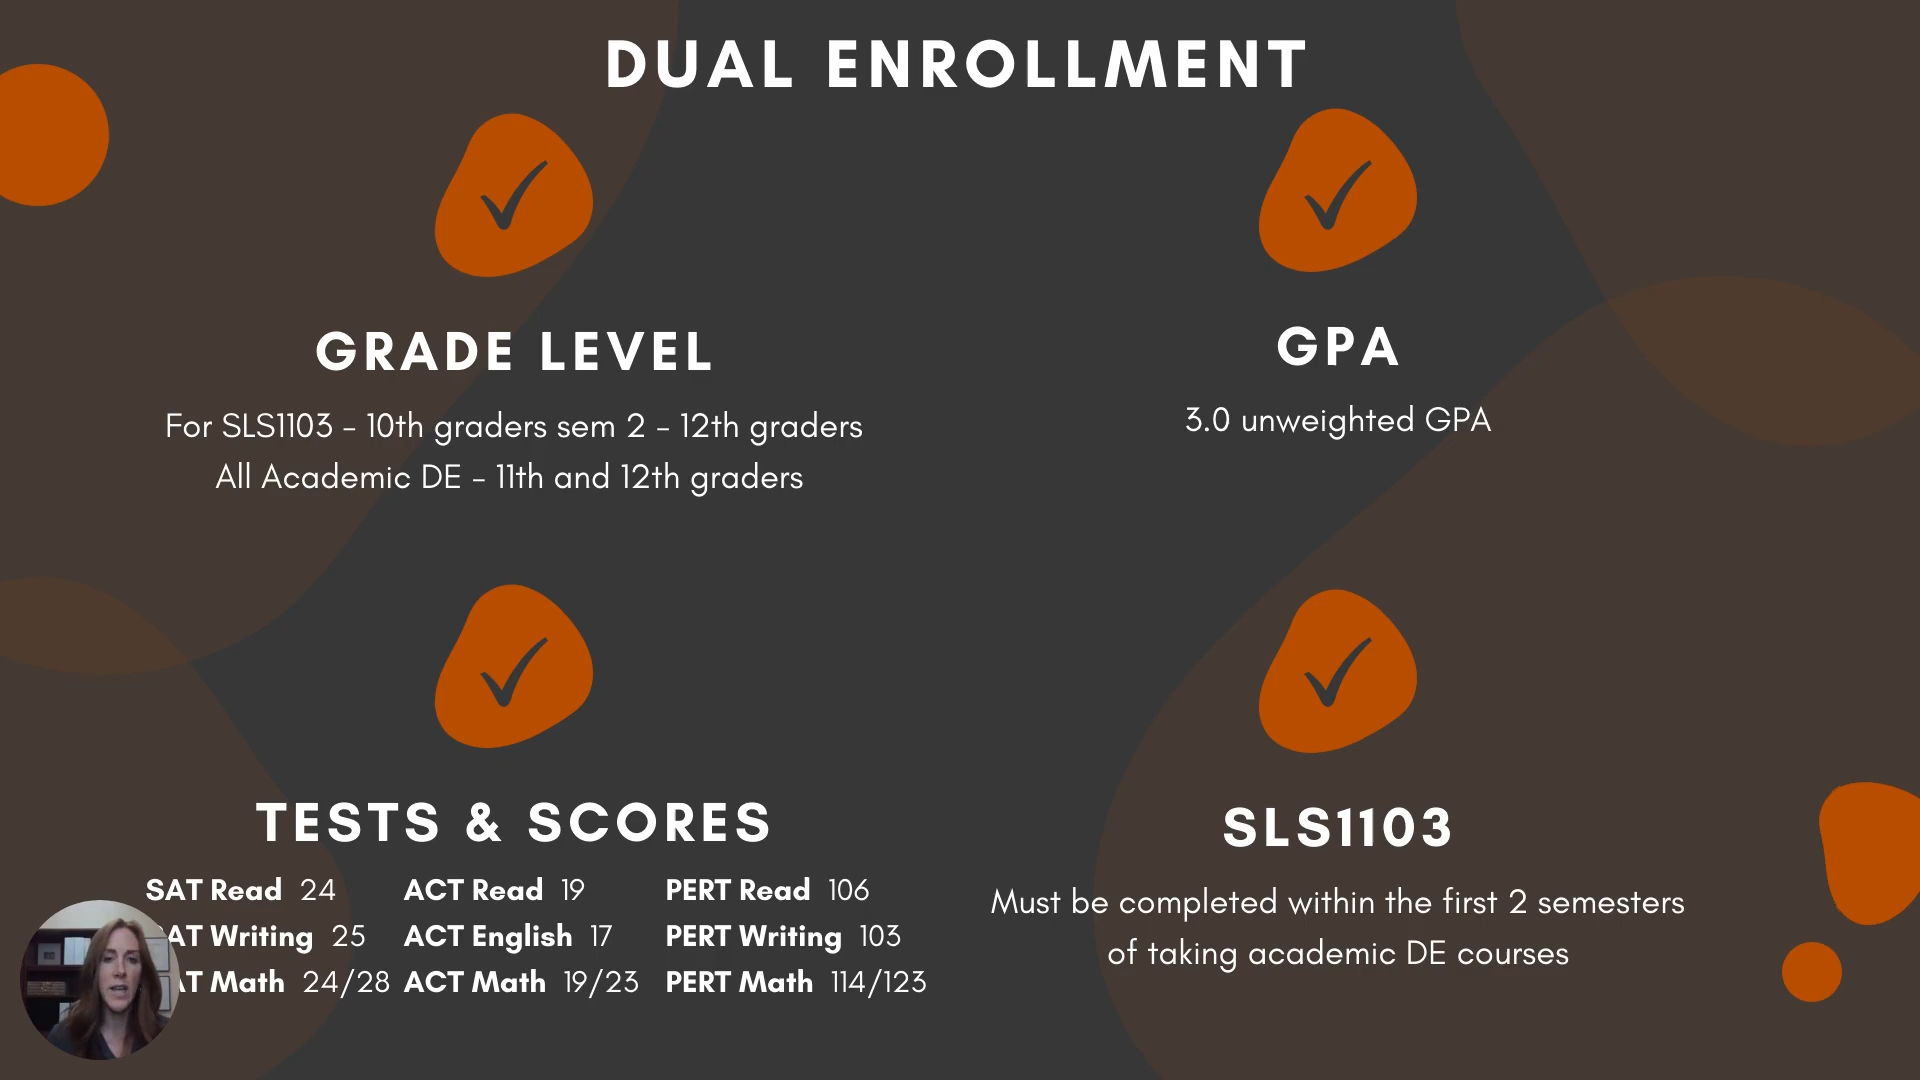 DUAL ENROLLMENT
GRADE LEVEL
For SLS1103 - 10th graders sem 2 - 12th graders
All Academic DE - 11th and 12th graders
GPA
3.0 unweighted GPA
TESTS & SCORES
SAT Read 24 ACT Read 19 PERT Read 106
AT Writing 25 ACT English 17 PERT Writing 103
AT Math 24/28 ACT Math 19/23 PERT Math 114/123
SLS1103
Must be completed within the first 2 semesters
of taking academic DE courses